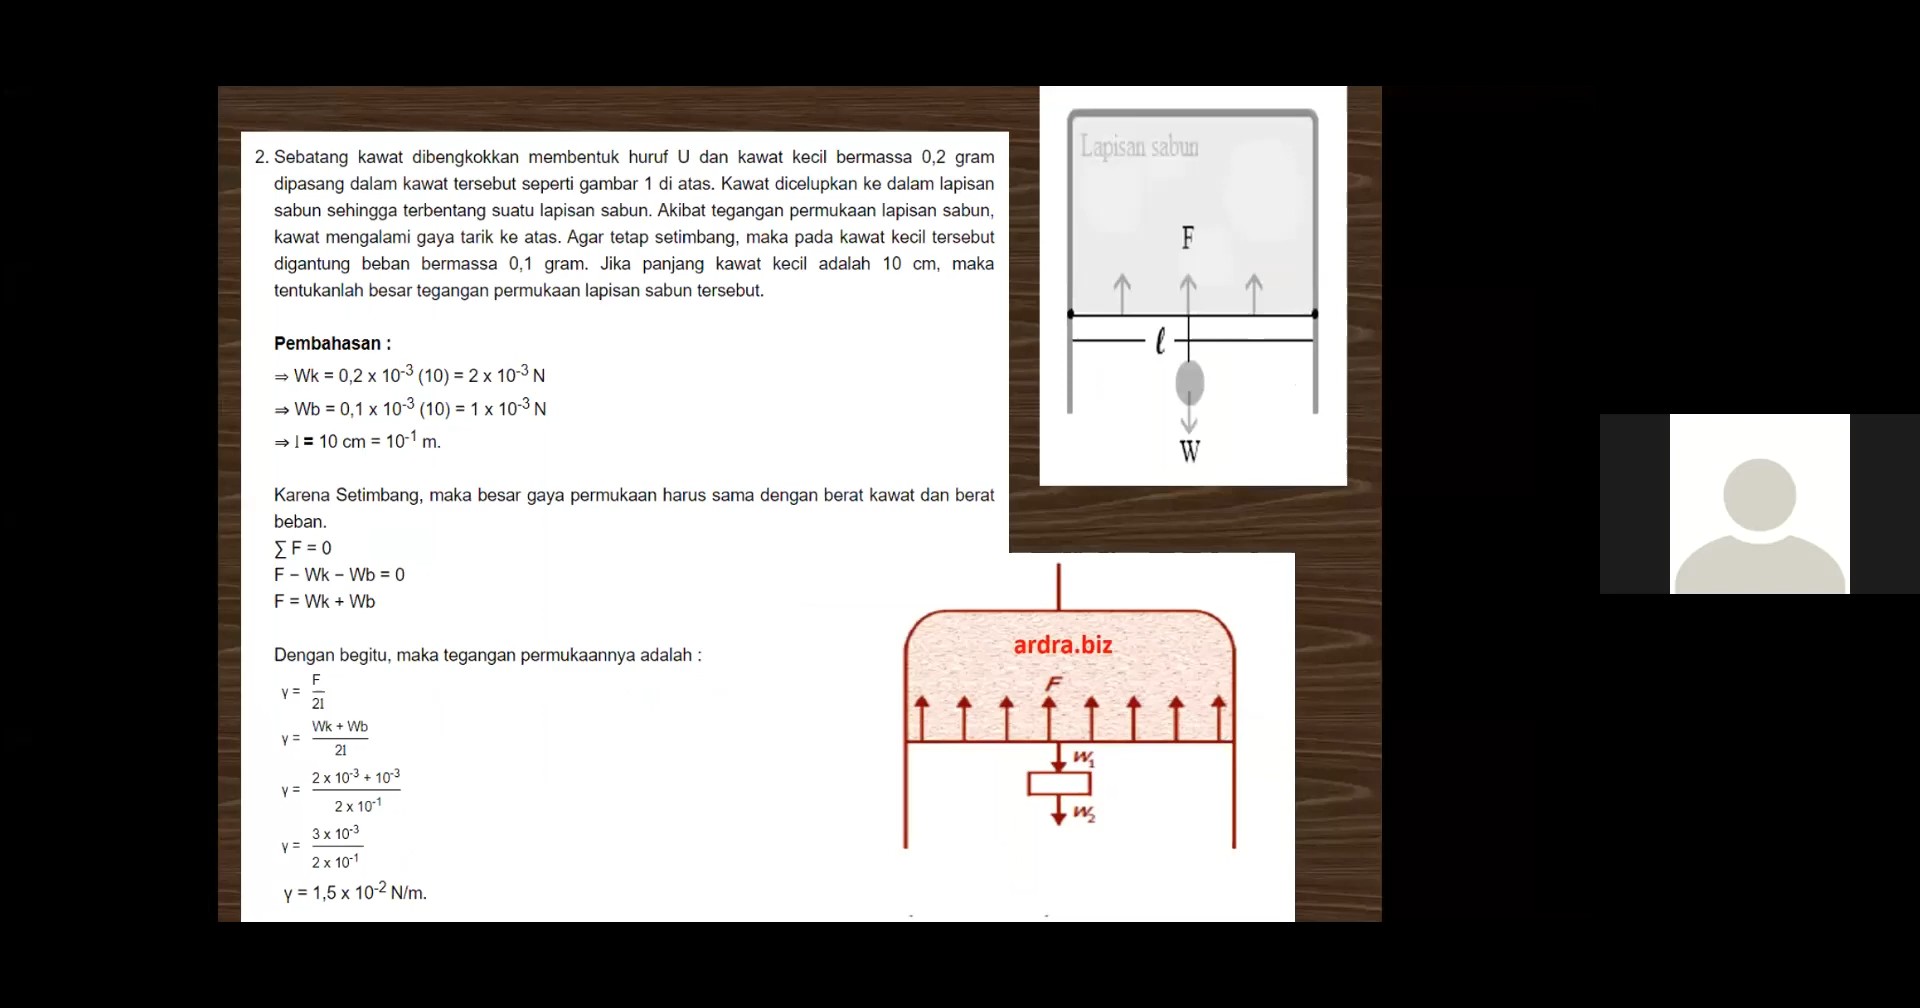 2. Sebatang kawat dibengkokkan membentuk huruf U dan kawat kecil bermassa 0,2 gram
dipasang dalam kawat tersebut seperti gambar 1 di atas. Kawat dicelupkan ke dalam lapisan
sabun sehingga terbentang suatu lapisan sabun. Akibat tegangan permukaan lapisan sabun,
kawat mengalami gaya tarik ke atas. Agar tetap setimbang, maka pada kawat kecil tersebut
digantung beban bermassa 0,1 gram. Jika panjang kawat kecil adalah 10 cm, maka
tentukanlah besar tegangan permukaan lapisan sabun tersebut.
Pembahasan :
⇒ Wk = 0,2 x 10⁻³ (10) = 2 x 10⁻³ N
⇒ Wb = 0,1 x 10⁻³ (10) = 1 x 10⁻³ N
⇒ l = 10 cm = 10⁻¹ m.
Karena Setimbang, maka besar gaya permukaan harus sama dengan berat kawat dan berat
beban.
∑ F = 0
F − Wk − Wb = 0
F = Wk + Wb
Dengan begitu, maka tegangan permukaannya adalah :
γ = F / 2l
γ = Wk + Wb / 2l
γ = 2 x 10⁻³ + 10⁻³ / 2 x 10⁻¹
γ = 3 x 10⁻³ / 2 x 10⁻¹
γ = 1,5 x 10⁻² N/m.
Lapisan sabun
F
ℓ
W
ardra.biz
F
W₁
W₂